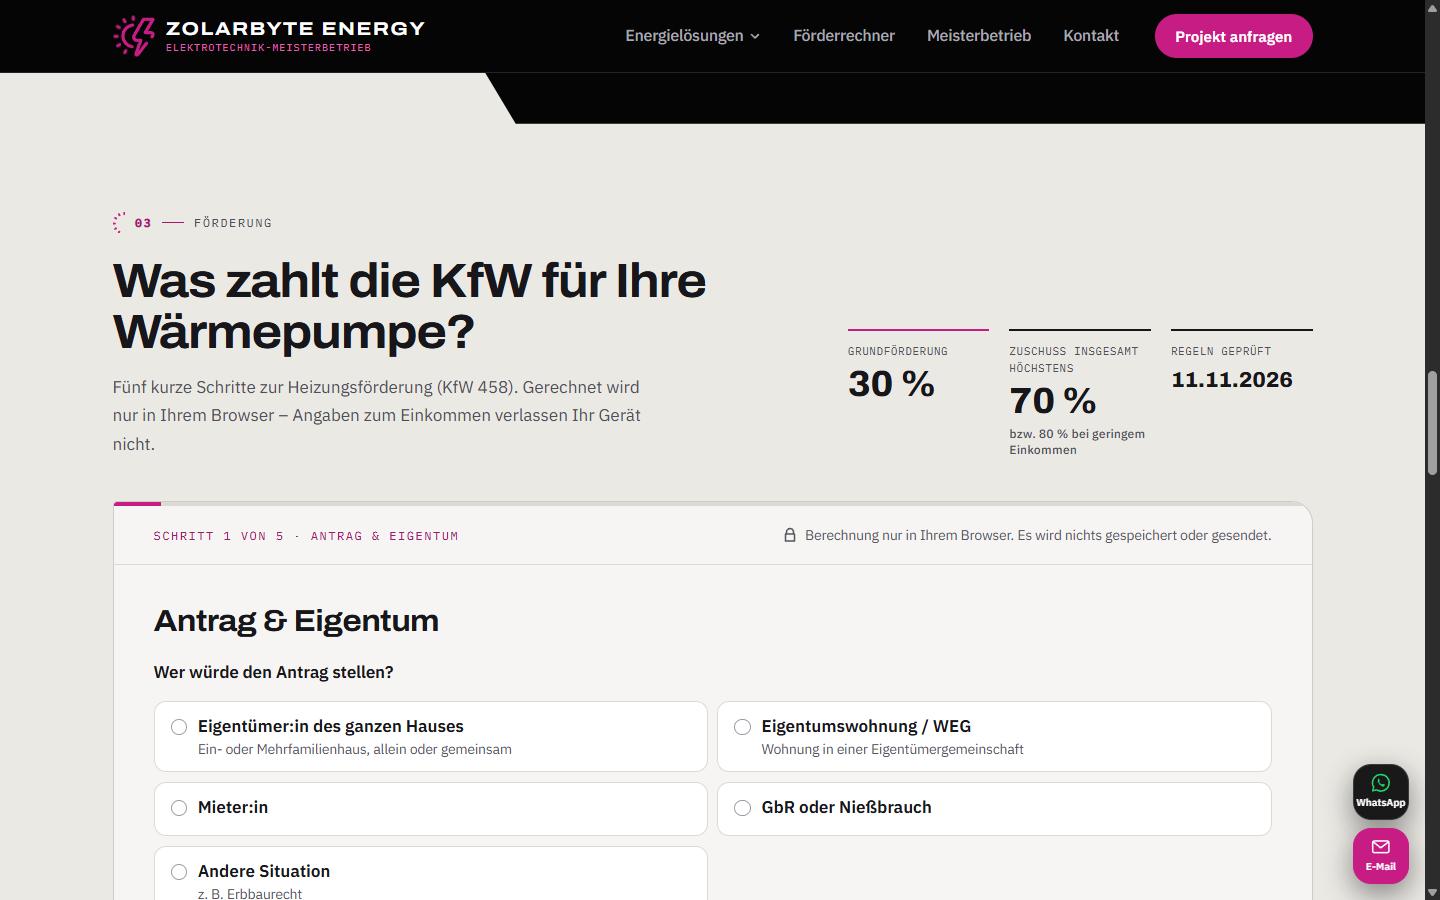 ZOLARBYTE ENERGY
ELEKTROTECHNIK-MEISTERBETRIEB
Energielösungen
Förderrechner
Meisterbetrieb
Kontakt
Projekt anfragen
03 — FÖRDERUNG
Was zahlt die KfW für Ihre
Wärmepumpe?
Fünf kurze Schritte zur Heizungsförderung (KfW 458). Gerechnet wird
nur in Ihrem Browser – Angaben zum Einkommen verlassen Ihr Gerät
nicht.
GRUNDFÖRDERUNG
30 %
ZUSCHUSS INSGESAMT
HÖCHSTENS
70 %
bzw. 80 % bei geringem
Einkommen
REGELN GEPRÜFT
11.11.2026
SCHRITT 1 VON 5 · ANTRAG & EIGENTUM
Berechnung nur in Ihrem Browser. Es wird nichts gespeichert oder gesendet.
Antrag & Eigentum
Wer würde den Antrag stellen?
Eigentümer:in des ganzen Hauses
Ein- oder Mehrfamilienhaus, allein oder gemeinsam
Eigentumswohnung / WEG
Wohnung in einer Eigentümergemeinschaft
Mieter:in
GbR oder Nießbrauch
Andere Situation
z. B. Erbbaurecht
WhatsApp
E-Mail